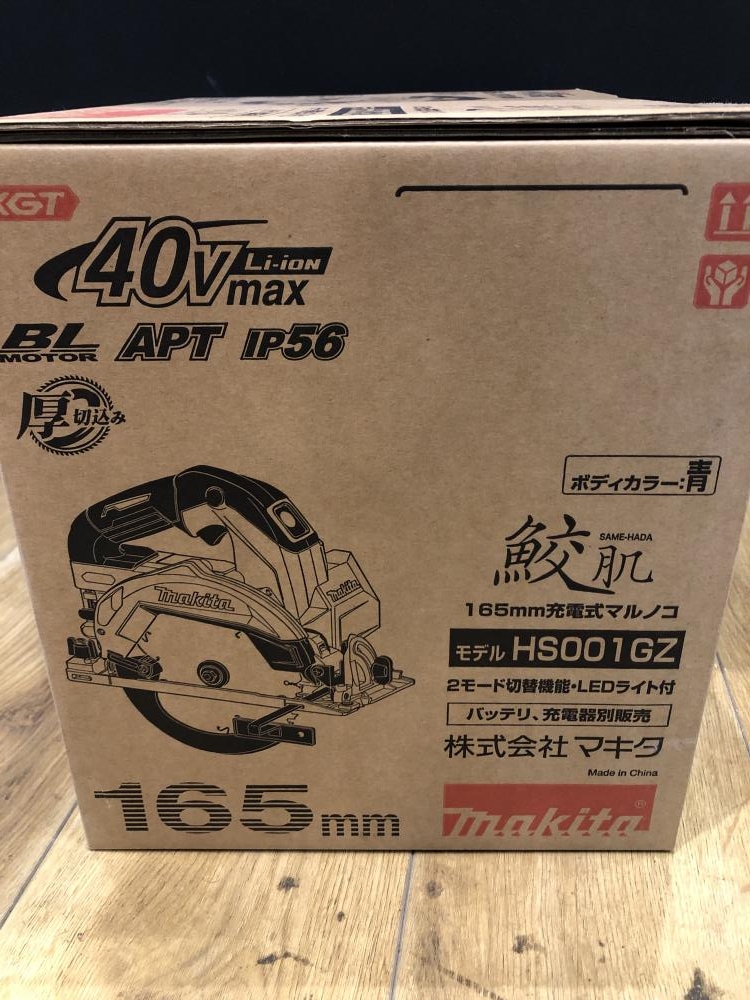 XGT
40Vmax Li-ion
BL MOTOR APT IP56
厚切込み
ボディカラー:青
makita
makita
鮫肌 SAME-HADA
165mm充電式マルノコ
モデル HS001GZ
2モード切替機能・LEDライト付
バッテリ、充電器別販売
株式会社マキタ
Made in China
165mm
makita®